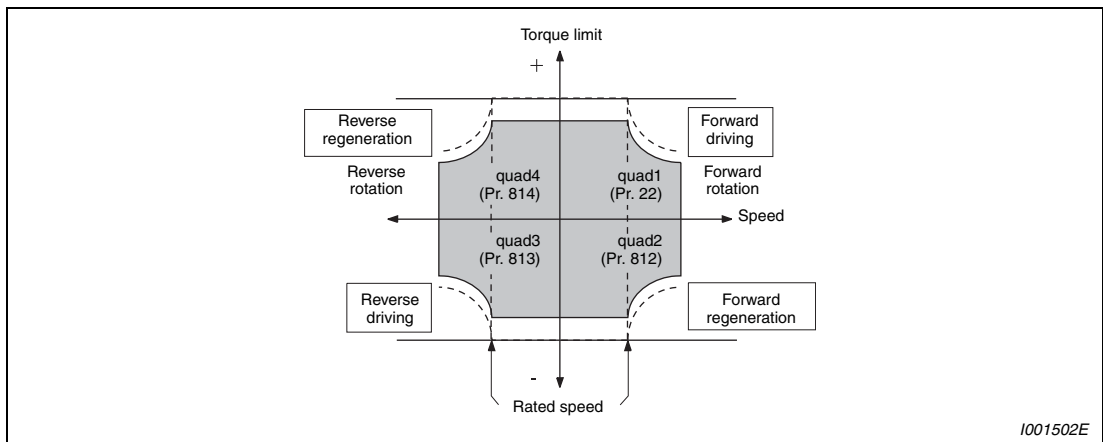 Torque limit
+
Reverse
regeneration
Forward
driving
Reverse
rotation
quad4
(Pr. 814)
quad1
(Pr. 22)
Forward
rotation
Speed
quad3
(Pr. 813)
quad2
(Pr. 812)
Reverse
driving
Forward
regeneration
-
Rated speed
I001502E